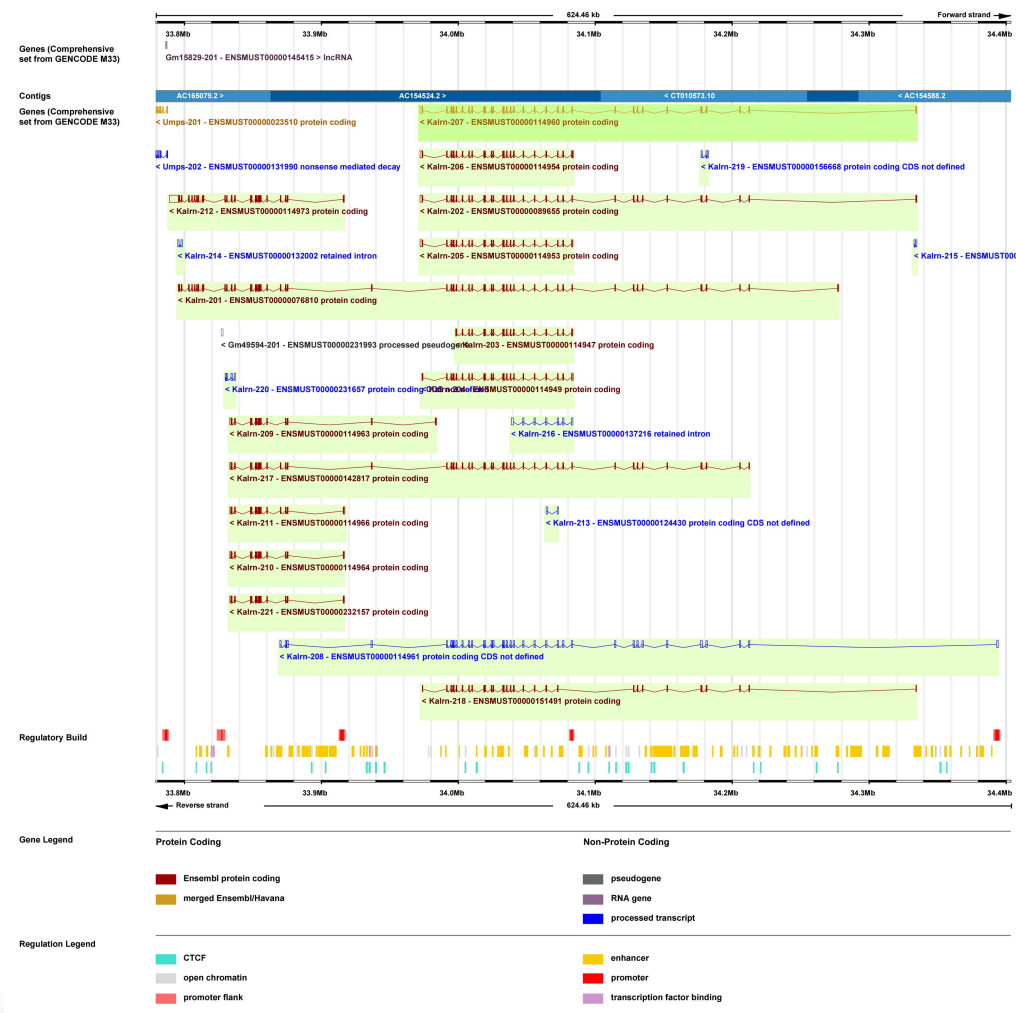 624.46 kb
Forward strand
33.8Mb 33.9Mb 34.0Mb 34.1Mb 34.2Mb 34.3Mb 34.4Mb
Genes (Comprehensive
set from GENCODE M33)
Gm15829-201 - ENSMUST00000145415 > lncRNA
Contigs
AC165079.2 > AC154524.2 > < CT010573.10 < AC154588.2
Genes (Comprehensive
set from GENCODE M33)
< Umps-201 - ENSMUST00000023510 protein coding < Kalrn-207 - ENSMUST00000114960 protein coding
< Umps-202 - ENSMUST00000131990 nonsense mediated decay < Kalrn-206 - ENSMUST00000114954 protein coding < Kalrn-219 - ENSMUST00000156668 protein coding CDS not defined
< Kalrn-212 - ENSMUST00000114973 protein coding < Kalrn-202 - ENSMUST00000089655 protein coding
< Kalrn-214 - ENSMUST00000132002 retained intron < Kalrn-205 - ENSMUST00000114953 protein coding < Kalrn-215 - ENSMUST00
< Kalrn-201 - ENSMUST00000076810 protein coding
< Gm49594-201 - ENSMUST00000231993 processed pseudog Kalrn-203 - ENSMUST00000114947 protein coding
< Kalrn-220 - ENSMUST00000231657 protein coding ENSMUST00000114949 protein coding
< Kalrn-209 - ENSMUST00000114963 protein coding < Kalrn-216 - ENSMUST00000137216 retained intron
< Kalrn-217 - ENSMUST00000142817 protein coding
< Kalrn-211 - ENSMUST00000114966 protein coding < Kalrn-213 - ENSMUST00000124430 protein coding CDS not defined
< Kalrn-210 - ENSMUST00000114964 protein coding
< Kalrn-221 - ENSMUST00000232157 protein coding
< Kalrn-208 - ENSMUST00000114961 protein coding CDS not defined
< Kalrn-218 - ENSMUST00000151491 protein coding
Regulatory Build
33.8Mb 33.9Mb 34.0Mb 34.1Mb 34.2Mb 34.3Mb 34.4Mb
Reverse strand 624.46 kb
Gene Legend
Protein Coding Non-Protein Coding
Ensembl protein coding pseudogene
merged Ensembl/Havana RNA gene
processed transcript
Regulation Legend
CTCF enhancer
open chromatin promoter
promoter flank transcription factor binding